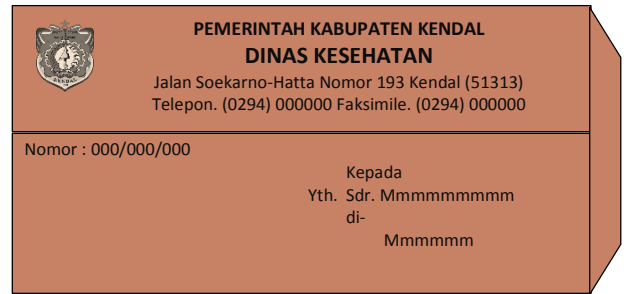 PEMERINTAH KABUPATEN KENDAL
DINAS KESEHATAN
Jalan Soekarno-Hatta Nomor 193 Kendal (51313)
Telepon. (0294) 000000 Faksimile. (0294) 000000
Nomor : 000/000/000
Kepada
Yth. Sdr. Mmmmmmmmm
di-
Mmmmmm
KENDAL